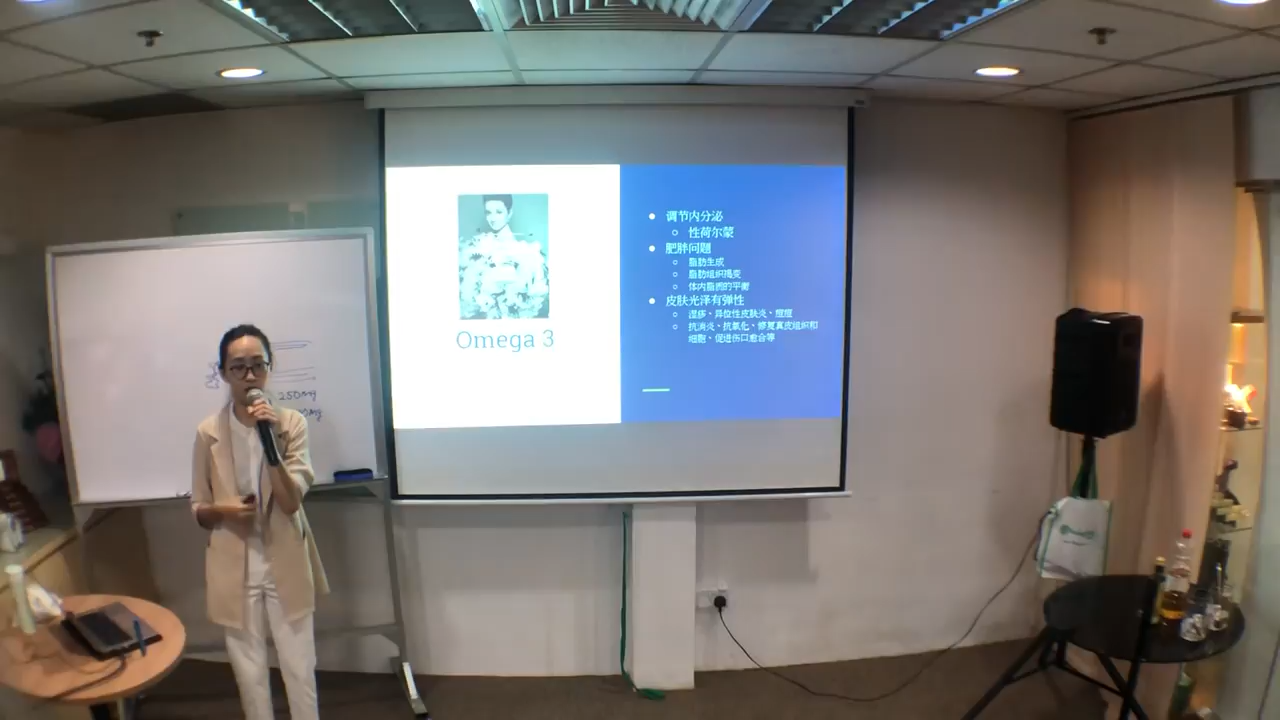 250mg
Omega 3
● 调节内分泌
○ 性荷尔蒙
● 肥胖问题
○ 脂肪生成
○ 脂肪组织褐变
○ 体内脂肪的平衡
● 皮肤光泽有弹性
○ 湿疹、异位性皮肤炎、痘痘
○ 抗消炎、抗氧化、修复真皮组织和
细胞、促进伤口愈合等